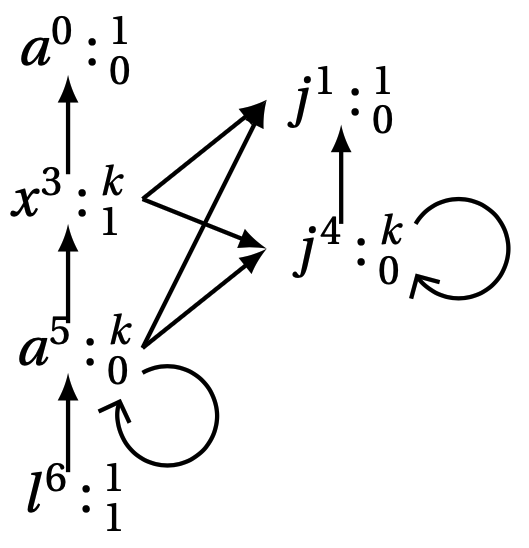 a⁰ : ¹₀
j¹ : ¹₀
x³ : ᵏ₁
j⁴ : ᵏ₀
a⁵ : ᵏ₀
l⁶ : ¹₁